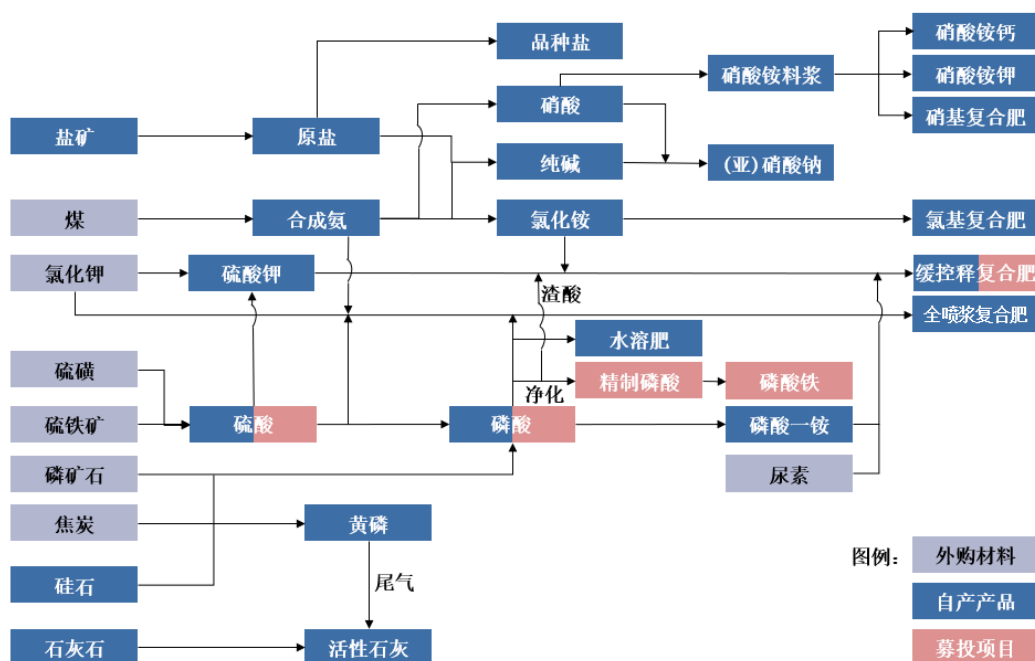 品种盐
硝酸铵钙
硝酸铵料浆
硝酸铵钾
硝酸
硝基复合肥
盐矿
原盐
纯碱
(亚)硝酸钠
煤
合成氨
氯化铵
氯基复合肥
氯化钾
硫酸钾
缓控释复合肥
渣酸
全喷浆复合肥
水溶肥
硫磺
精制磷酸
磷酸铁
净化
硫铁矿
硫酸
磷酸
磷酸一铵
磷矿石
尿素
焦炭
黄磷
图例：
外购材料
尾气
硅石
自产产品
石灰石
活性石灰
募投项目